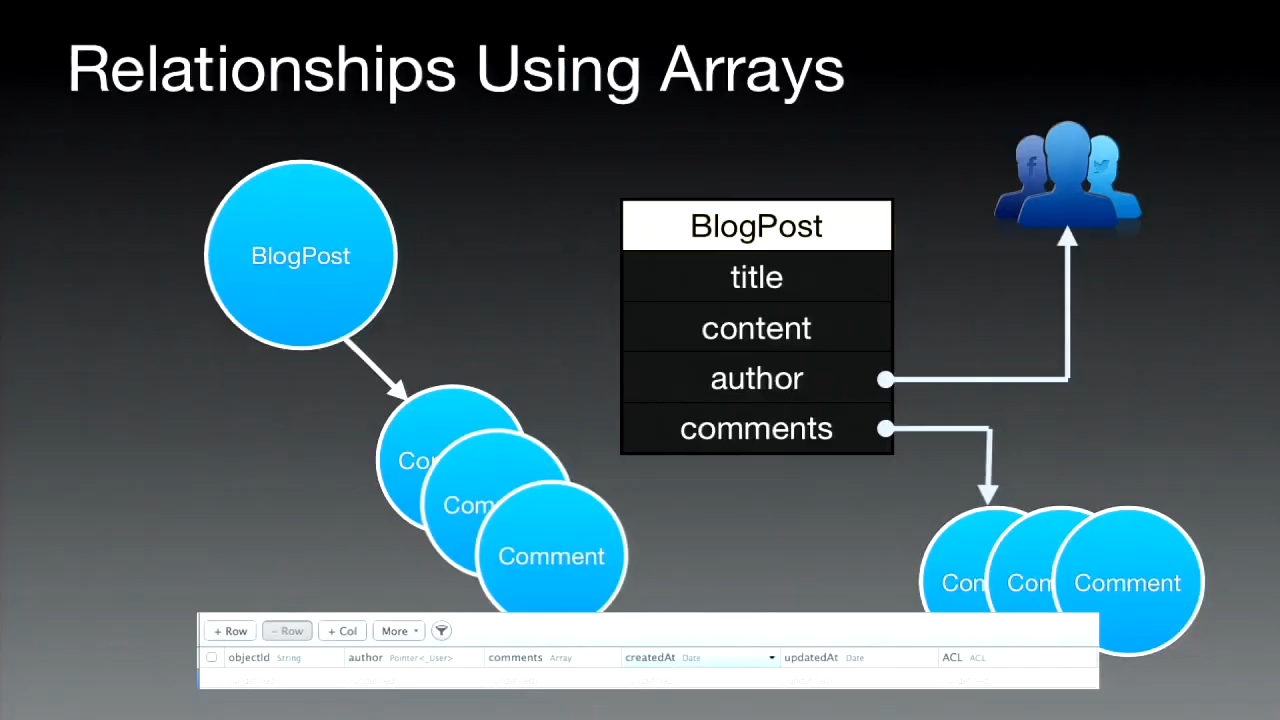 Relationships Using Arrays
BlogPost
Comment
BlogPost
title
content
author
comments
Comment
+ Row
- Row
+ Col
More
objectId String
author Pointer<_User>
comments Array
createdAt Date
updatedAt Date
ACL ACL